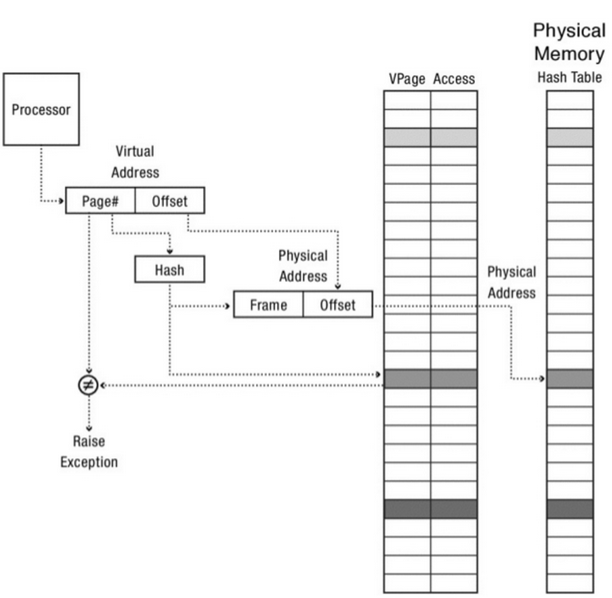 Physical
Memory
VPage Access
Hash Table
Processor
Virtual
Address
Page#
Offset
Hash
Physical
Address
Frame
Offset
Physical
Address
≠
Raise
Exception